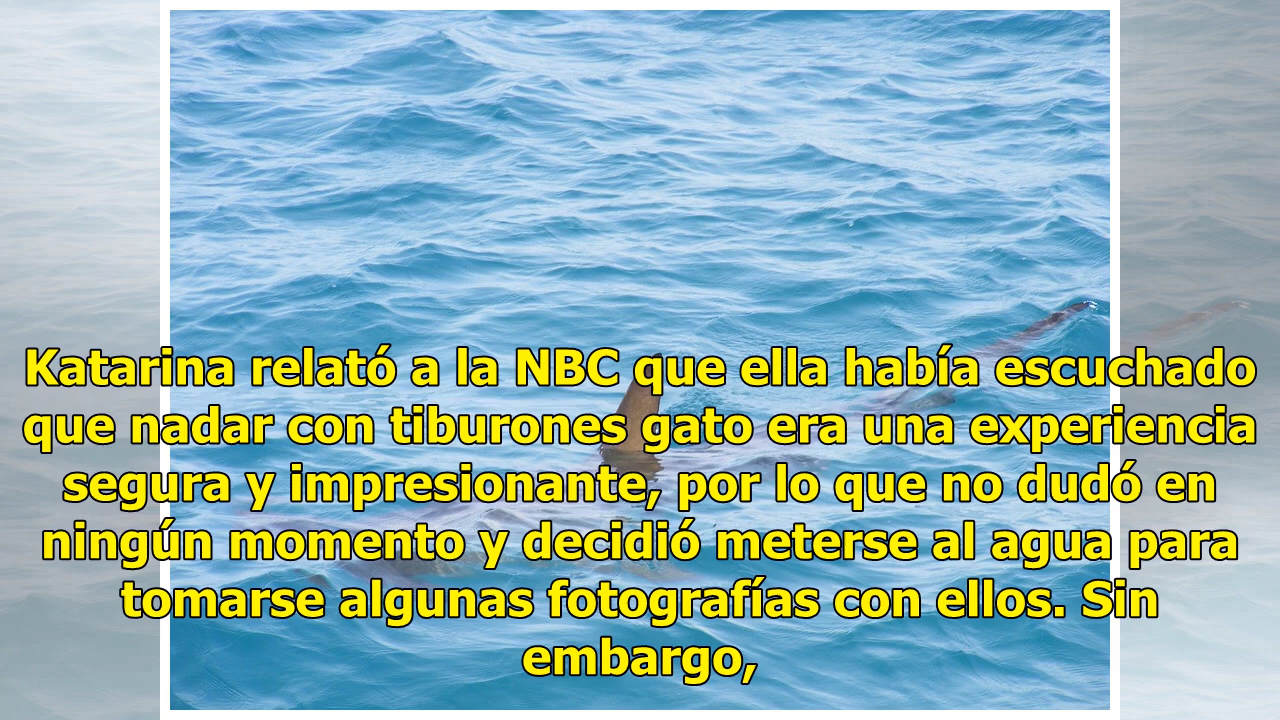 Katarina relató a la NBC que ella había escuchado
que nadar con tiburones gato era una experiencia
segura y impresionante, por lo que no dudó en
ningún momento y decidió meterse al agua para
tomarse algunas fotografías con ellos. Sin
embargo,